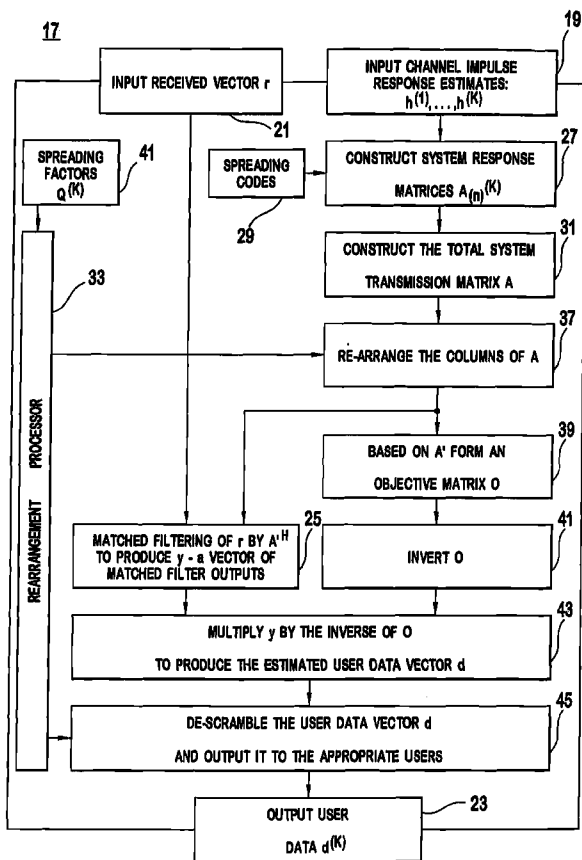 17
19
INPUT RECEIVED VECTOR r
INPUT CHANNEL IMPULSE
RESPONSE ESTIMATES:
h(1),...,h(K)
21
SPREADING
FACTORS
Q(K)
41
SPREADING
CODES
29
CONSTRUCT SYSTEM RESPONSE
MATRICES A(n)(K)
27
CONSTRUCT THE TOTAL SYSTEM
TRANSMISSION MATRIX A
31
33
RE-ARRANGE THE COLUMNS OF A
37
REARRANGEMENT PROCESSOR
BASED ON A' FORM AN
OBJECTIVE MATRIX O
39
MATCHED FILTERING OF r BY A'H
TO PRODUCE y - a VECTOR OF
MATCHED FILTER OUTPUTS
25
INVERT O
41
MULTIPLY y BY THE INVERSE OF O
TO PRODUCE THE ESTIMATED USER DATA VECTOR d
43
DE-SCRAMBLE THE USER DATA VECTOR d
AND OUTPUT IT TO THE APPROPRIATE USERS
45
OUTPUT USER
DATA d(K)
23